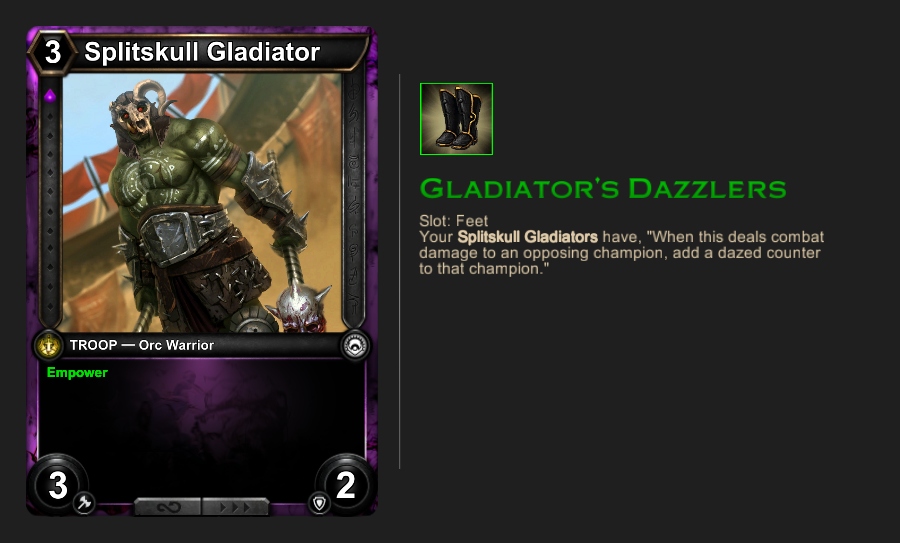 3 Splitskull Gladiator
TROOP — Orc Warrior
Empower
3
2
GLADIATOR'S DAZZLERS
Slot: Feet
Your Splitskull Gladiators have, "When this deals combat
damage to an opposing champion, add a dazed counter
to that champion."